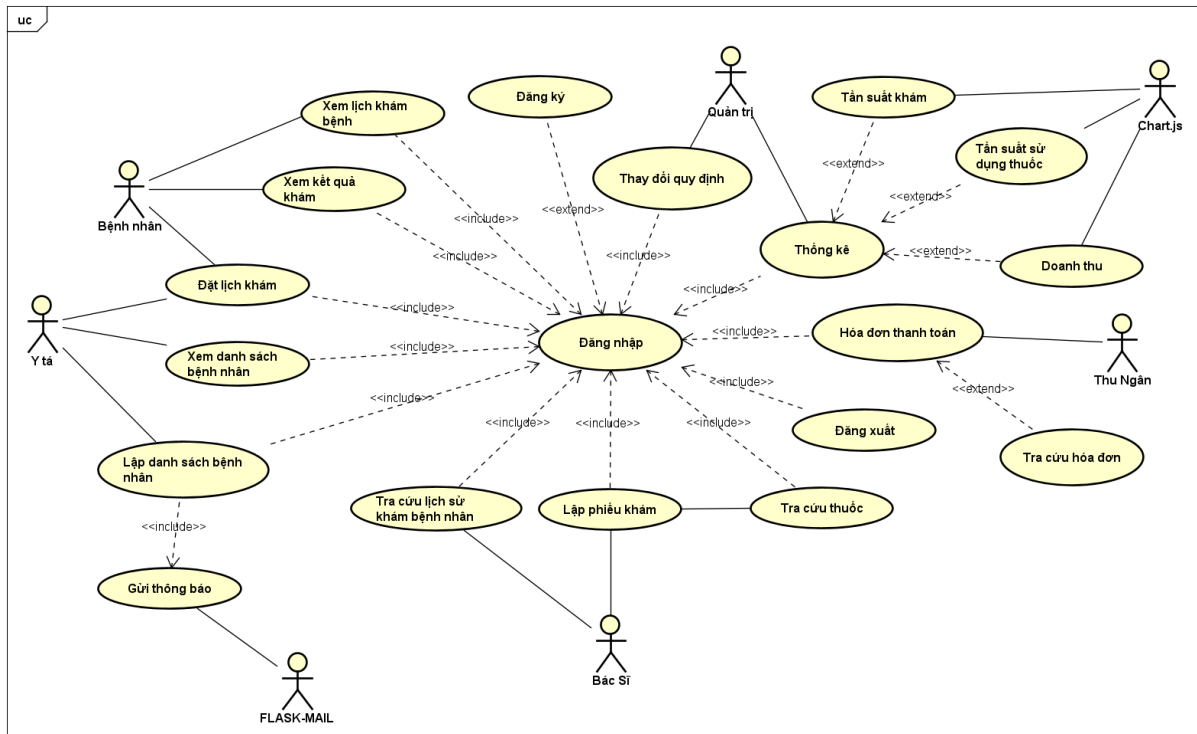 uc
Xem lịch khám
bệnh
Đăng ký
Quản trị
Tần suất khám
Chart.js
Tần suất sử
dụng thuốc
Xem kết quả
khám
Thay đổi quy định
<<extend>>
Bệnh nhân
<<include>>
<<extend>>
<<extend>>
<<include>>
<<include>>
Thống kê
<<extend>>
Doanh thu
Đặt lịch khám
<<include>>
<<include>>
Y tá
Đăng nhập
<<include>>
Hóa đơn thanh toán
Xem danh sách
bệnh nhân
<<include>>
Thu Ngân
<<include>>
<<include>>
<<extend>>
Đăng xuất
<<include>>
<<include>>
<<include>>
Lập danh sách bệnh
nhân
Tra cứu hóa đơn
Tra cứu lịch sử
khám bệnh nhân
Lập phiếu khám
Tra cứu thuốc
<<include>>
Gửi thông báo
Bác Sĩ
FLASK-MAIL